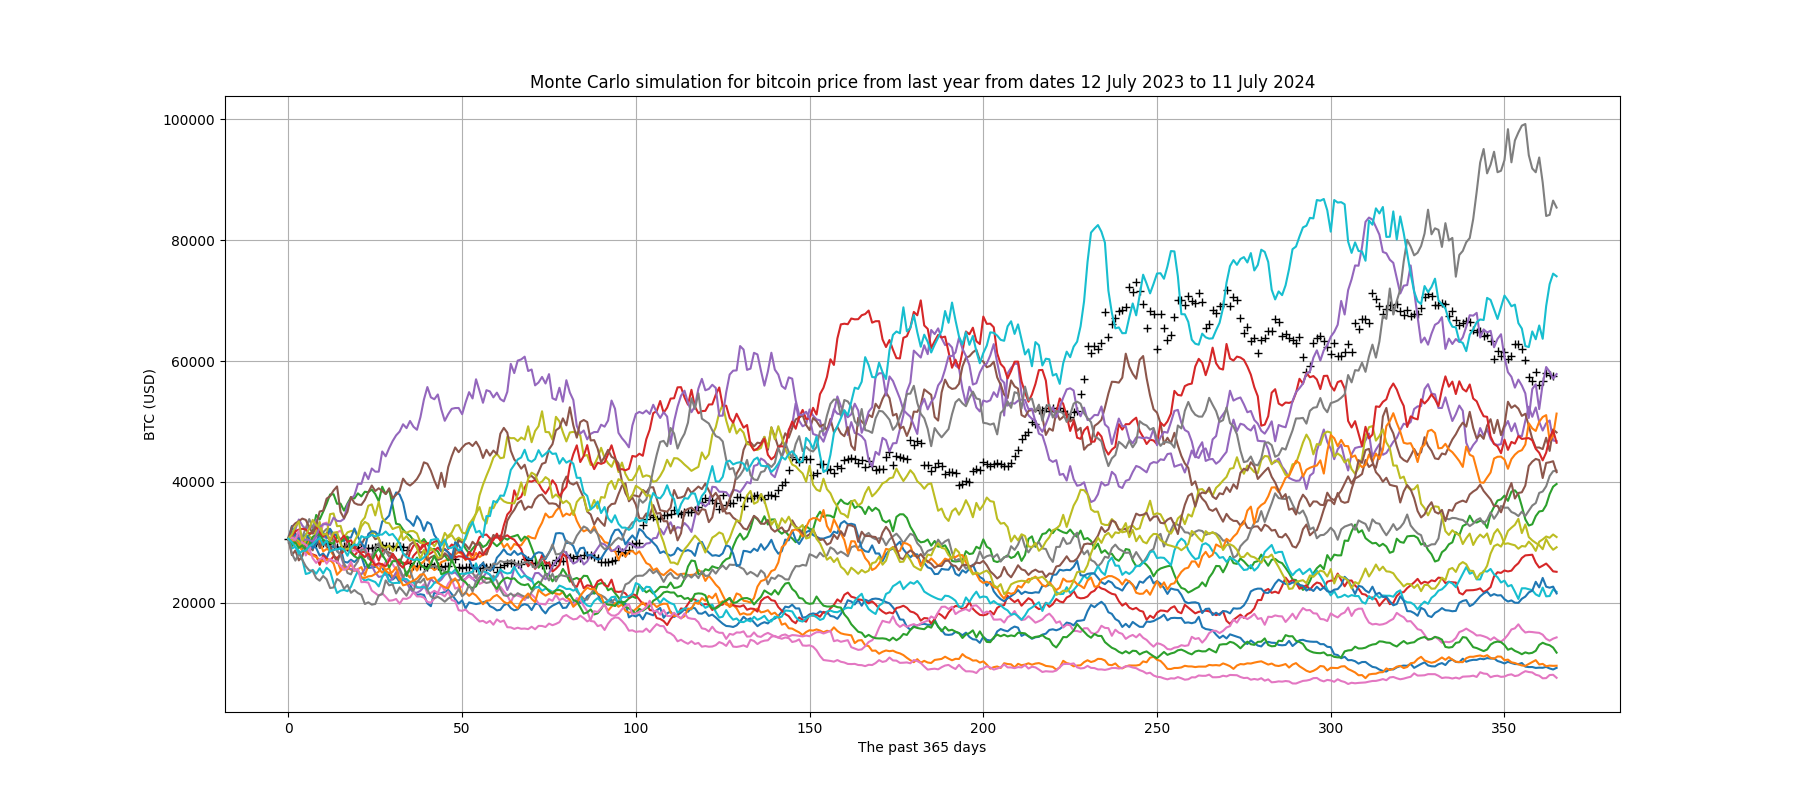 Monte Carlo simulation for bitcoin price from last year from dates 12 July 2023 to 11 July 2024
100000
80000
60000
40000
20000
BTC (USD)
0 50 100 150 200 250 300 350
The past 365 days